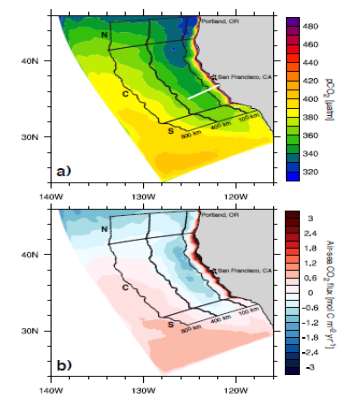 Portland, OR
N
40N
San Francisco, CA
C
30N
S
800 km
400 km
100 km
a)
140W
130W
120W
480
460
440
420
400
380
360
340
320
pCO₂ [μatm]
Portland, OR
N
40N
San Francisco, CA
C
30N
S
800 km
400 km
100 km
b)
140W
130W
120W
3
2.4
1.8
1.2
0.6
0
-0.6
-1.2
-1.8
-2.4
-3
Air-sea CO₂ flux [mol C m⁻² yr⁻¹]